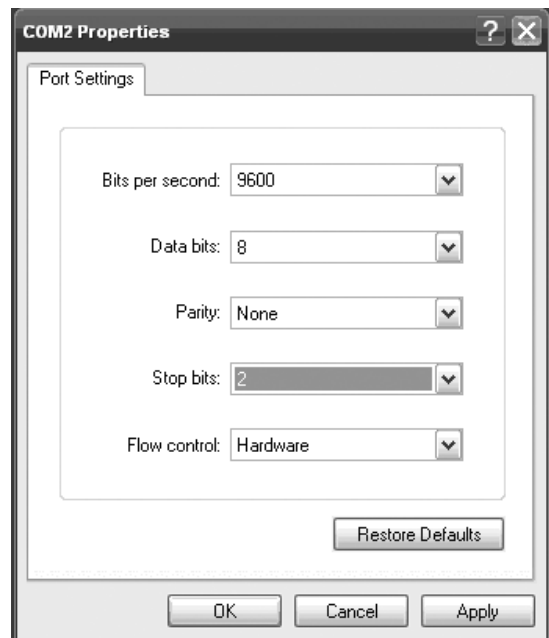 COM2 Properties
Port Settings
Bits per second: 9600
Data bits: 8
Parity: None
Stop bits: 2
Flow control: Hardware
Restore Defaults
OK Cancel Apply